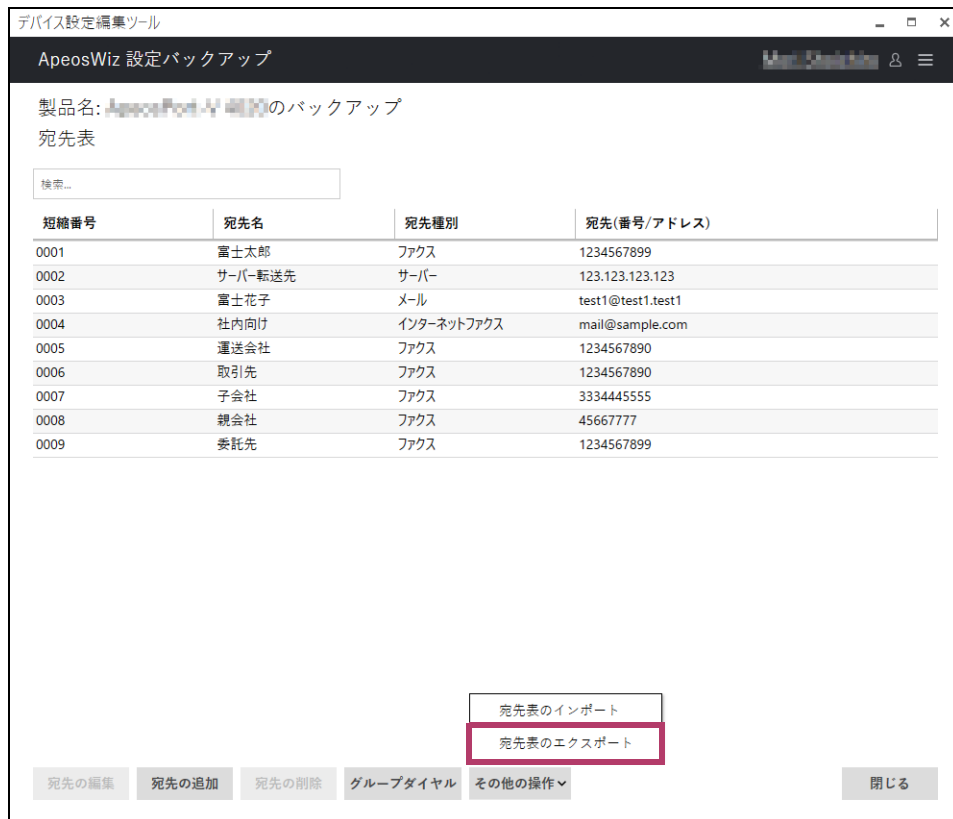 デバイス設定編集ツール
ApeosWiz 設定バックアップ
製品名: のバックアップ
宛先表
検索...
短縮番号 宛先名 宛先種別 宛先(番号/アドレス)
0001 富士太郎 ファクス 1234567899
0002 サーバー転送先 サーバー 123.123.123.123
0003 富士花子 メール test1@test1.test1
0004 社内向け インターネットファクス mail@sample.com
0005 運送会社 ファクス 1234567890
0006 取引先 ファクス 1234567890
0007 子会社 ファクス 3334445555
0008 親会社 ファクス 45667777
0009 委託先 ファクス 1234567899
宛先表のインポート
宛先表のエクスポート
宛先の編集 宛先の追加 宛先の削除 グループダイヤル その他の操作 閉じる